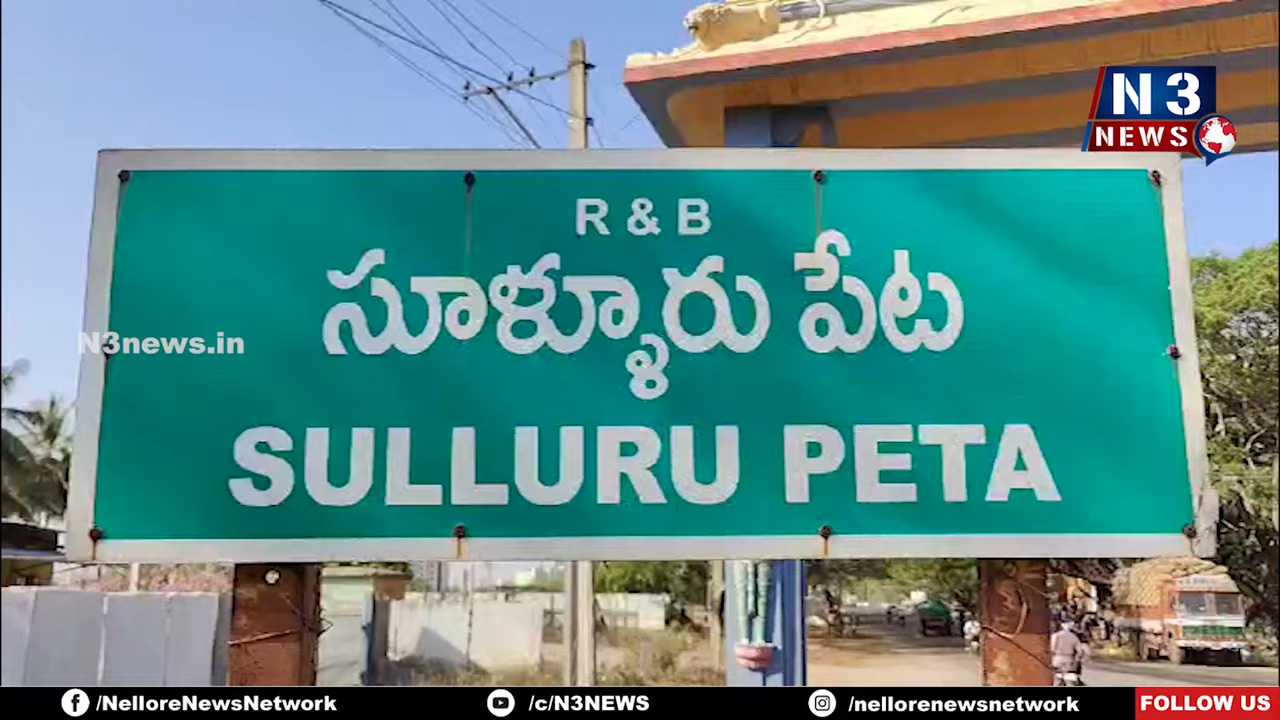 N3
NEWS
R & B
సూళ్ళూరు పేట
N3news.in
SULLURU PETA
/NelloreNewsNetwork
/c/N3NEWS
/nellorenewsnetwork
FOLLOW US